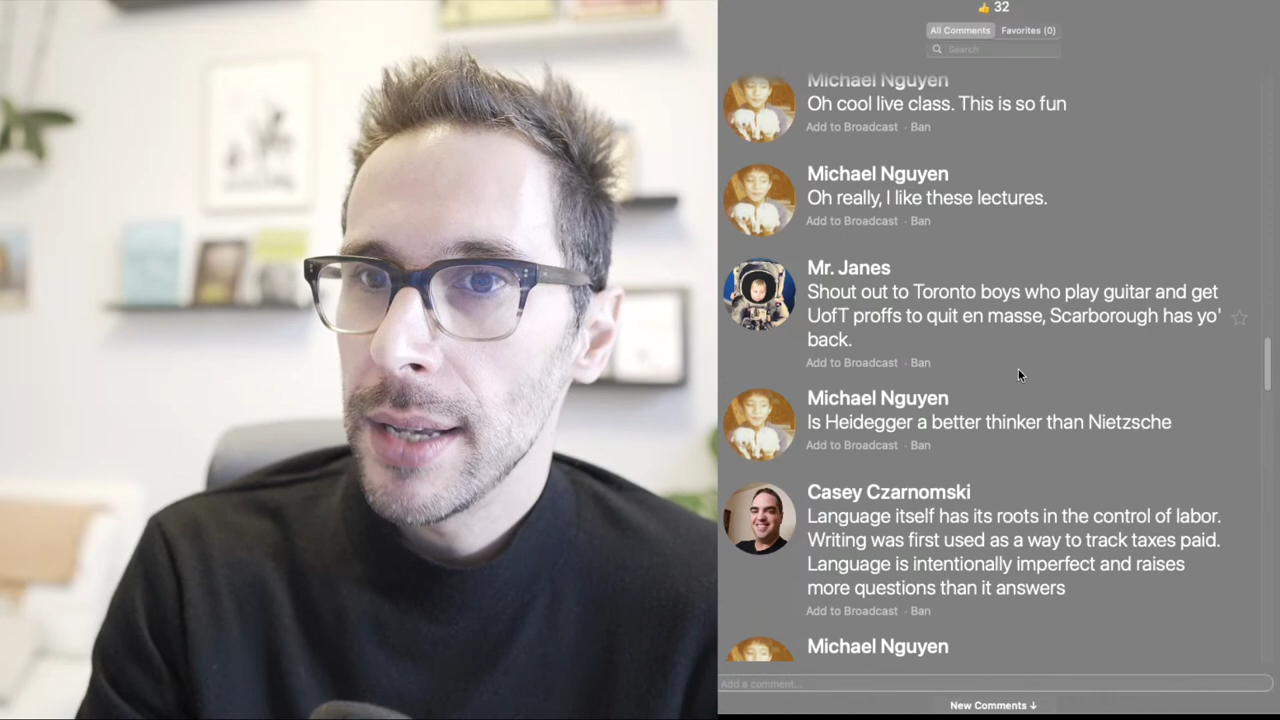 👍 32
All Comments Favorites (0)
Search
Michael Nguyen
Oh cool live class. This is so fun
Add to Broadcast · Ban
Michael Nguyen
Oh really, I like these lectures.
Add to Broadcast · Ban
Mr. Janes
Shout out to Toronto boys who play guitar and get
UofT proffs to quit en masse, Scarborough has yo'
back.
Add to Broadcast · Ban
Michael Nguyen
Is Heidegger a better thinker than Nietzsche
Add to Broadcast · Ban
Casey Czarnomski
Language itself has its roots in the control of labor.
Writing was first used as a way to track taxes paid.
Language is intentionally imperfect and raises
more questions than it answers
Add to Broadcast · Ban
Michael Nguyen
Add a comment...
New Comments ↓